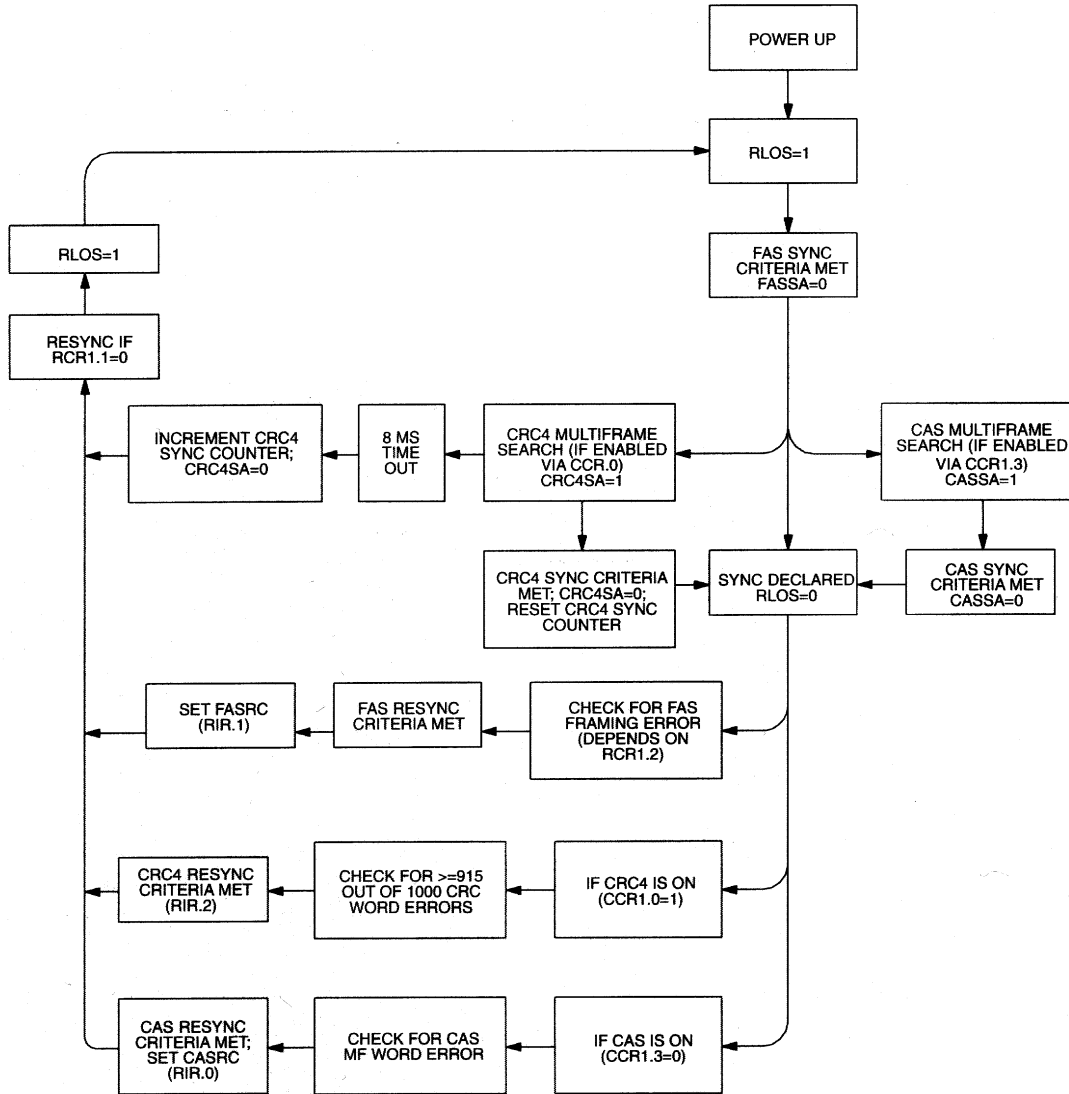 POWER UP
RLOS=1
RLOS=1
FAS SYNC
CRITERIA MET
FASSA=0
RESYNC IF
RCR1.1=0
INCREMENT CRC4
SYNC COUNTER;
CRC4SA=0
8 MS
TIME
OUT
CRC4 MULTIFRAME
SEARCH (IF ENABLED
VIA CCR.0)
CRC4SA=1
CAS MULTIFRAME
SEARCH (IF ENABLED
VIA CCR1.3)
CASSA=1
CRC4 SYNC CRITERIA
MET; CRC4SA=0;
RESET CRC4 SYNC
COUNTER
SYNC DECLARED
RLOS=0
CAS SYNC
CRITERIA MET
CASSA=0
SET FASRC
(RIR.1)
FAS RESYNC
CRITERIA MET
CHECK FOR FAS
FRAMING ERROR
(DEPENDS ON
RCR1.2)
CRC4 RESYNC
CRITERIA MET
(RIR.2)
CHECK FOR >=915
OUT OF 1000 CRC
WORD ERRORS
IF CRC4 IS ON
(CCR1.0=1)
CAS RESYNC
CRITERIA MET;
SET CASRC
(RIR.0)
CHECK FOR CAS
MF WORD ERROR
IF CAS IS ON
(CCR1.3=0)